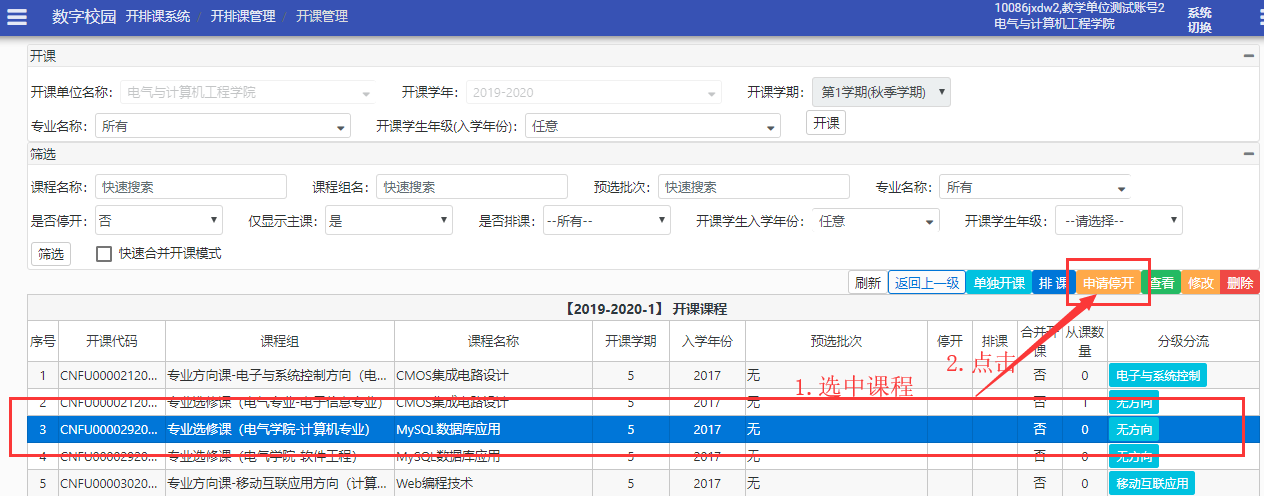 数字校园 开排课系统 / 开排课管理 / 开课管理
10086jxdw2,教学单位测试账号2
电气与计算机工程学院
系统
切换
开课
开课单位名称: 电气与计算机工程学院 开课学年: 2019-2020 开课学期: 第1学期(秋季学期)
专业名称: 所有 开课学生年级(入学年份): 任意 开课
筛选
课程名称: 快速搜索 课程组名: 快速搜索 预选批次: 快速搜索 专业名称: 所有
是否停开: 否 仅显示主课: 是 是否排课: --所有-- 开课学生入学年份: 任意 开课学生年级: --请选择--
筛选 快速合并开课模式
刷新 返回上一级 单独开课 排 课 申请停开 查看 修改 删除
【2019-2020-1】 开课课程
序号 开课代码 课程组 课程名称 开课学期 入学年份 预选批次 停开 排课 合并开课 从课数量 分级分流
1 CNFU00002120... 专业方向课-电子与系统控制方向（电... CMOS集成电路设计 5 2017 无 否 0 电子与系统控制
2.点击
1.选中课程
2 CNFU00002120... 专业选修课（电气专业-电子信息专业） CMOS集成电路设计 5 2017 无 否 1 无方向
3 CNFU00002920... 专业选修课（电气学院-计算机专业） MySQL数据库应用 5 2017 无 否 0 无方向
4 CNFU00002920... 专业选修课（电气学院-软件工程） MySQL数据库应用 5 2017 无 否 0 无方向
5 CNFU00003020... 专业方向课-移动互联应用方向（计算... Web编程技术 5 2017 无 否 0 移动互联应用